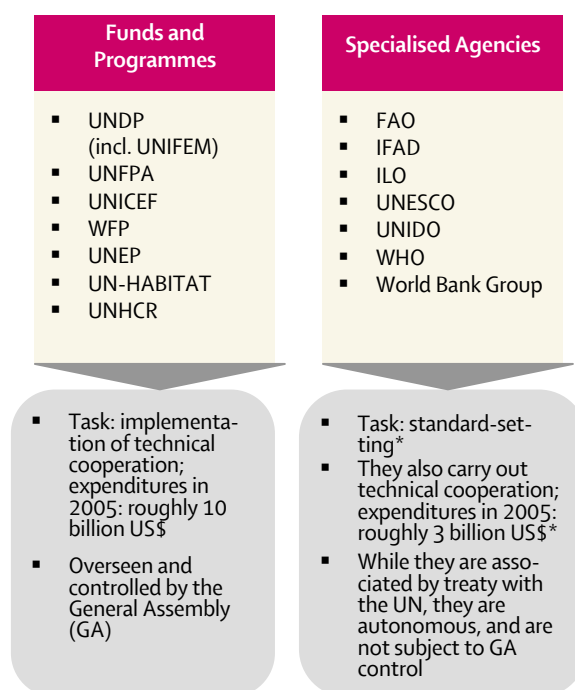 Funds and
Programmes
▪ UNDP
(incl. UNIFEM)
▪ UNFPA
▪ UNICEF
▪ WFP
▪ UNEP
▪ UN-HABITAT
▪ UNHCR
▪ Task: implementa-
tion of technical
cooperation;
expenditures in
2005: roughly 10
billion US$
▪ Overseen and
controlled by the
General Assembly
(GA)
Specialised Agencies
▪ FAO
▪ IFAD
▪ ILO
▪ UNESCO
▪ UNIDO
▪ WHO
▪ World Bank Group
▪ Task: standard-set-
ting*
▪ They also carry out
technical cooperation;
expenditures in 2005:
roughly 3 billion US$*
▪ While they are asso-
ciated by treaty with
the UN, they are
autonomous, and are
not subject to GA
control